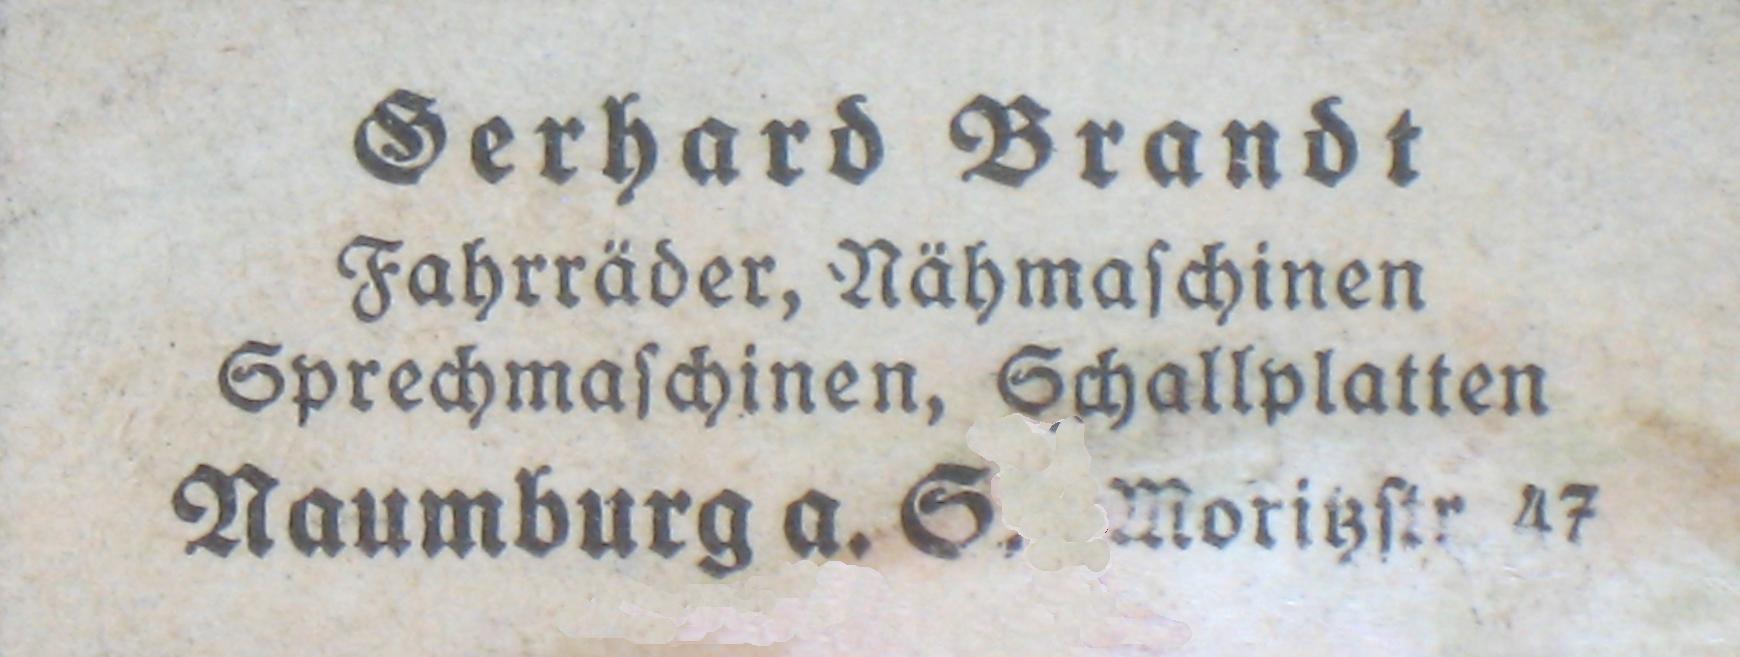 Gerhard Brandt
Fahrräder, Nähmaſchinen
Sprechmaſchinen, Schallplatten
Naumburg a. S. Moritzſtr 47